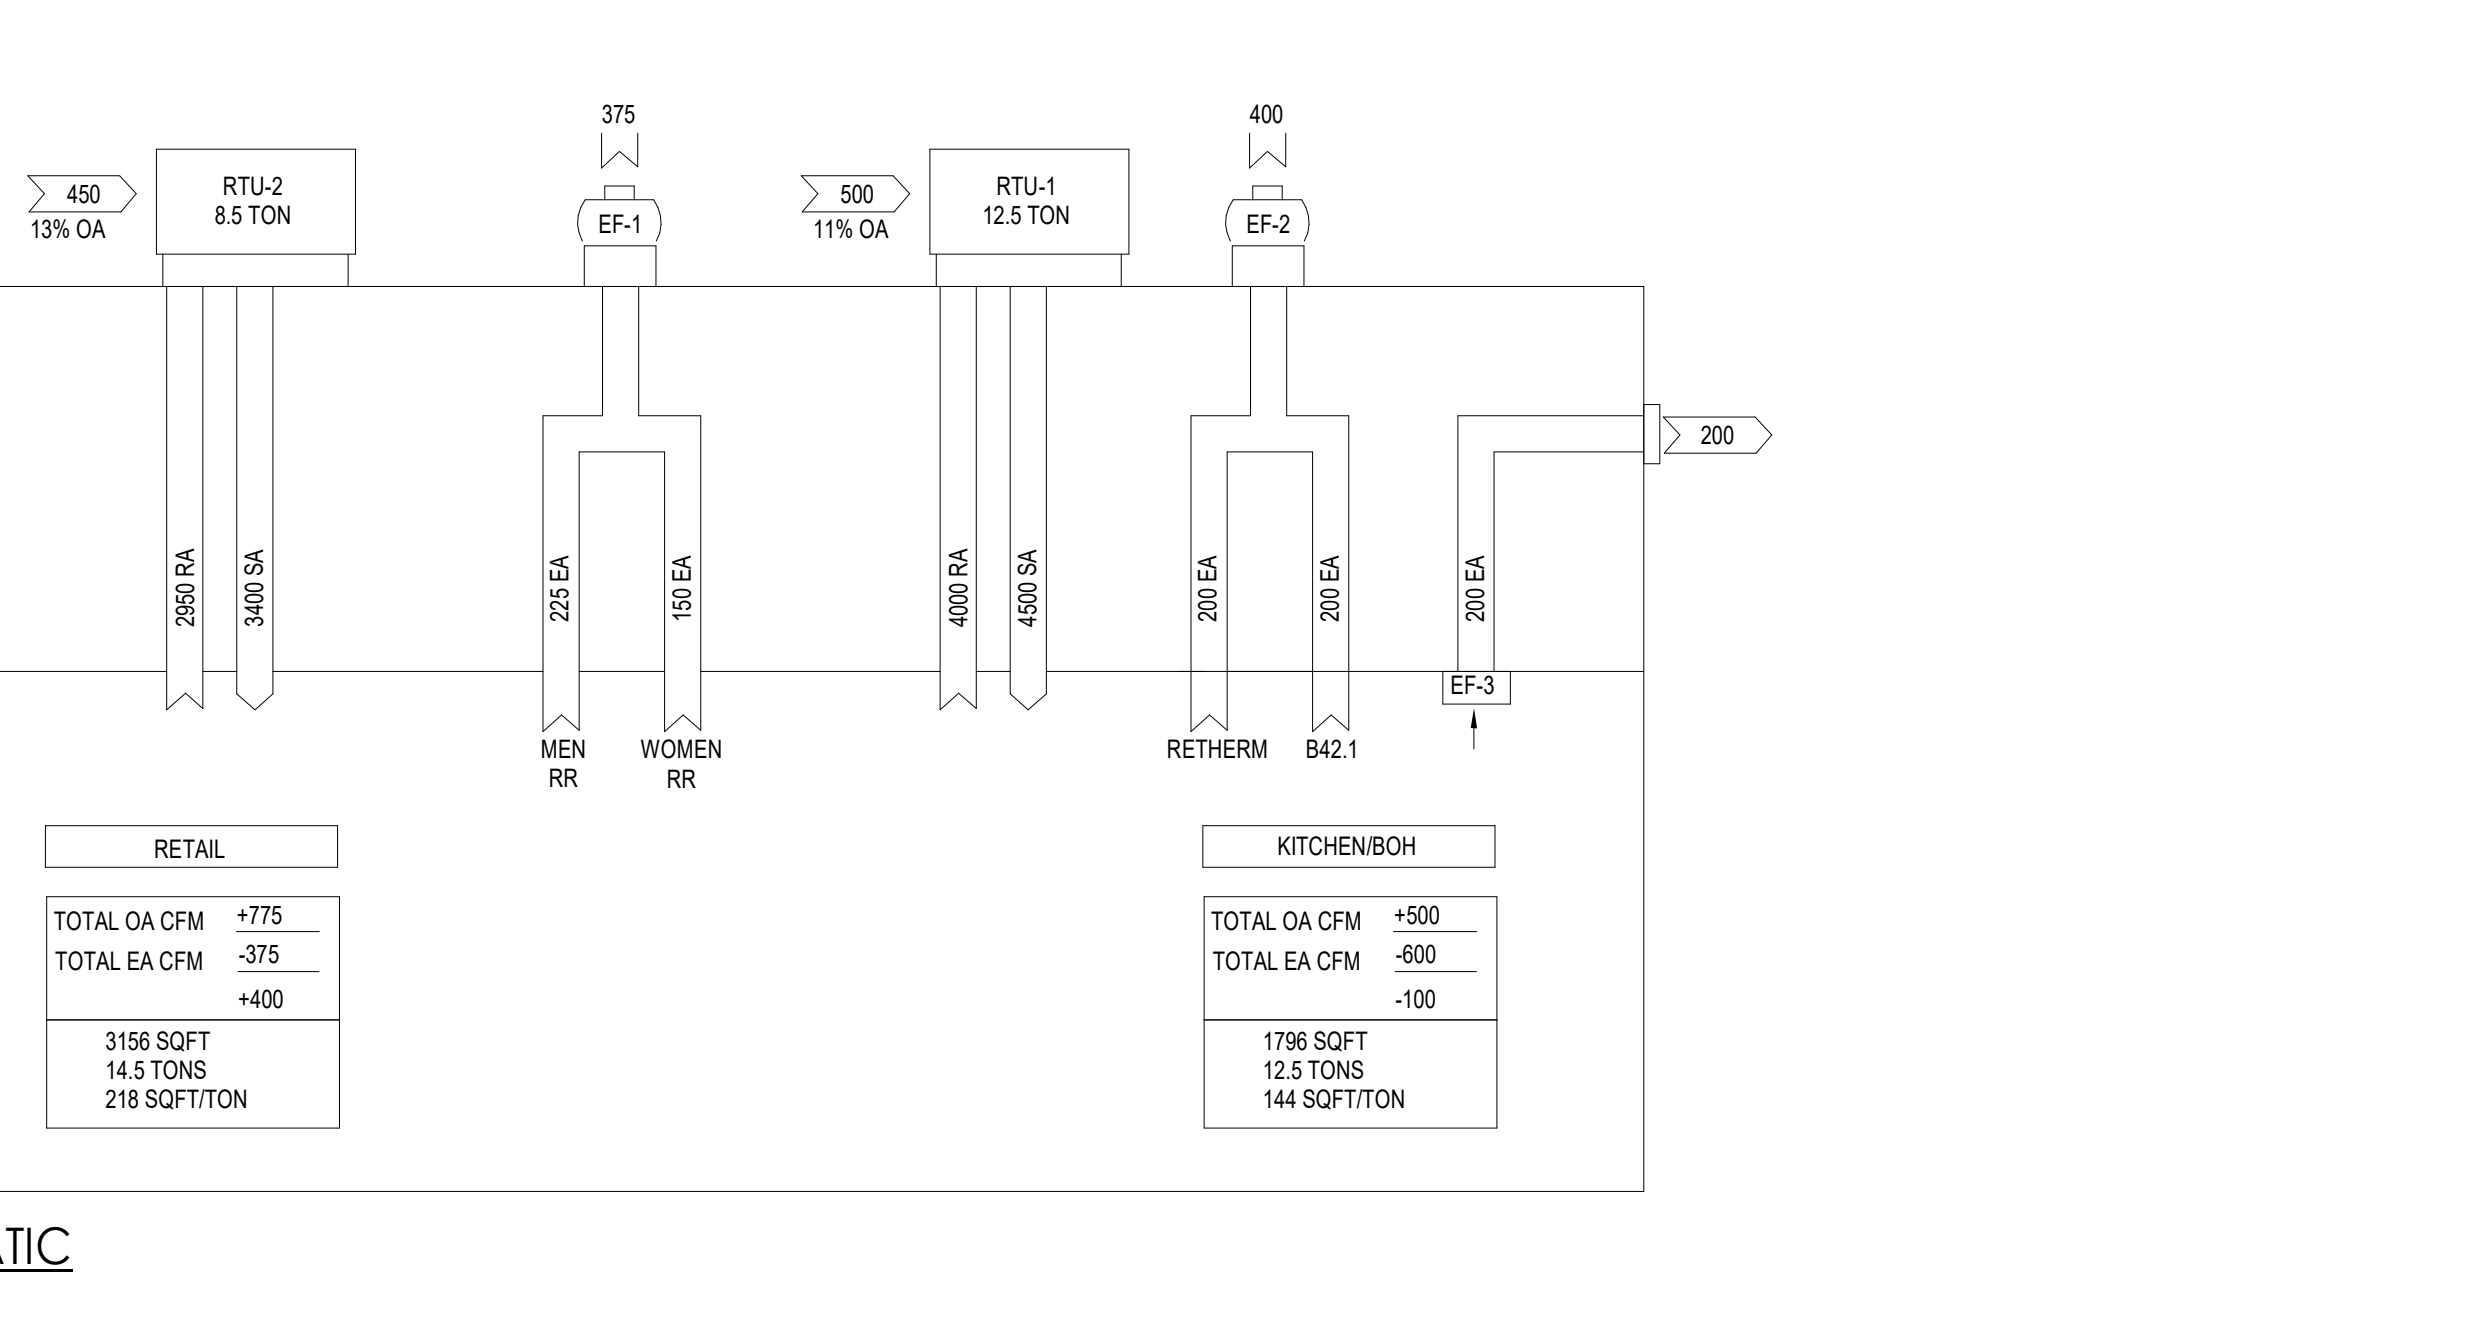 375
400
450
13% OA
RTU-2
8.5 TON
EF-1
500
11% OA
RTU-1
12.5 TON
EF-2
200
2950 RA
3400 SA
225 EA
150 EA
4000 RA
4500 SA
200 EA
200 EA
200 EA
EF-3
MEN
RR
WOMEN
RR
RETHERM
B42.1
RETAIL
TOTAL OA CFM +775
TOTAL EA CFM -375
+400
3156 SQFT
14.5 TONS
218 SQFT/TON
KITCHEN/BOH
TOTAL OA CFM +500
TOTAL EA CFM -600
-100
1796 SQFT
12.5 TONS
144 SQFT/TON
ATIC